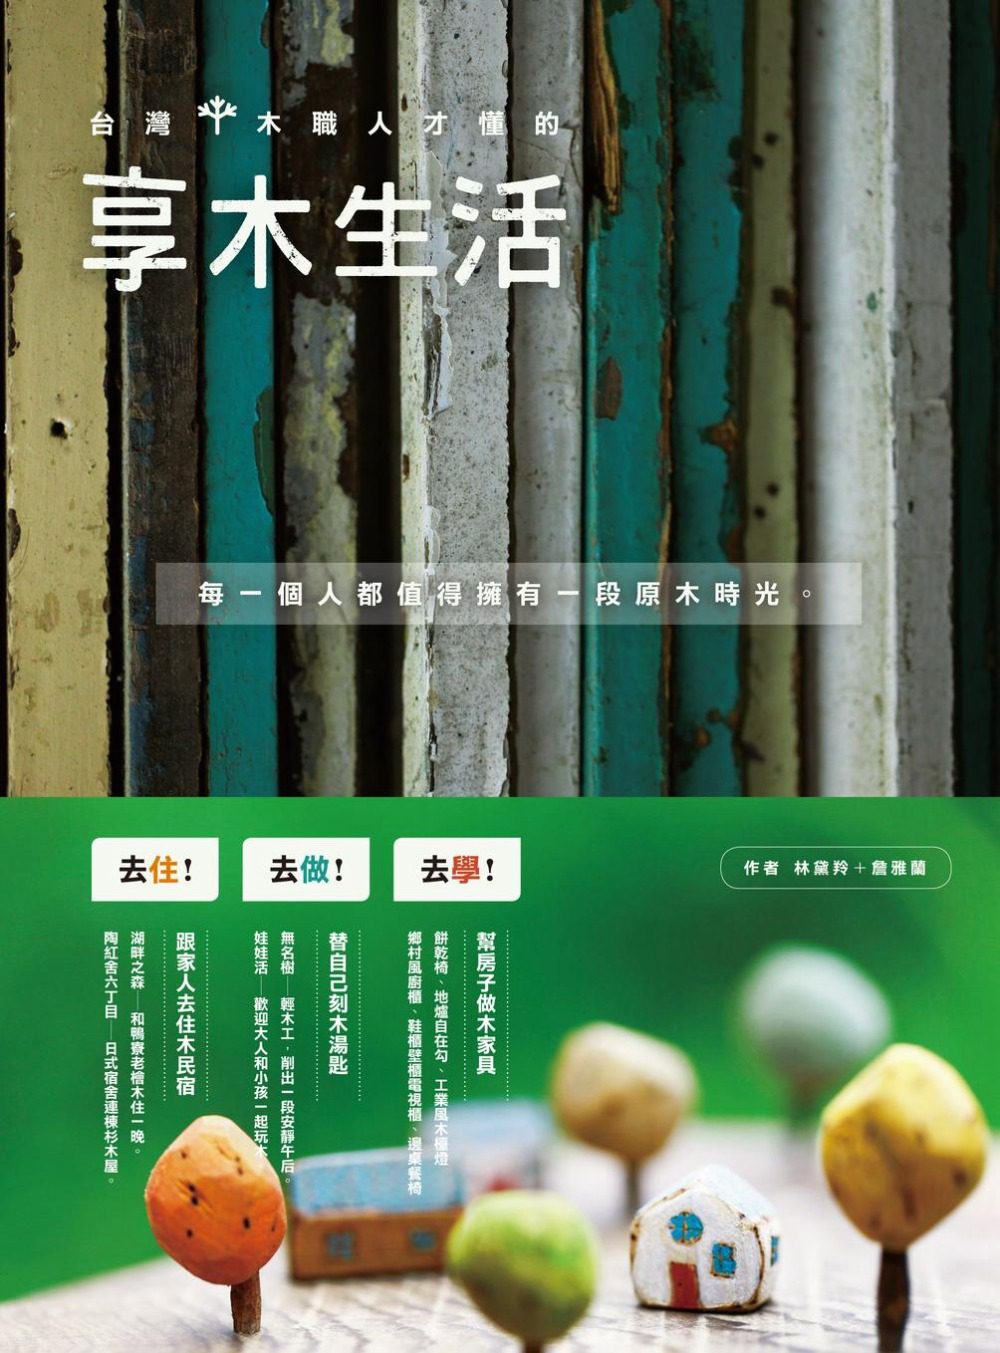 台灣木職人才懂的
享木生活
每一個人都值得擁有一段原木時光。
作者 林黛羚＋詹雅蘭
去學！
幫房子做木家具
餅乾椅、地爐自在勾、工業風木檯燈
鄉村風廚櫃、鞋櫃壁櫃電視櫃、邊桌餐椅
去做！
替自己刻木湯匙
無名樹──輕木工，削出一段安靜午后。
娃娃活──歡迎大人和小孩一起玩木
去住！
跟家人去住木民宿
湖畔之森──和鴨寮老檜木住一晚。
陶紅舍六丁目──日式宿舍連棟杉木屋。